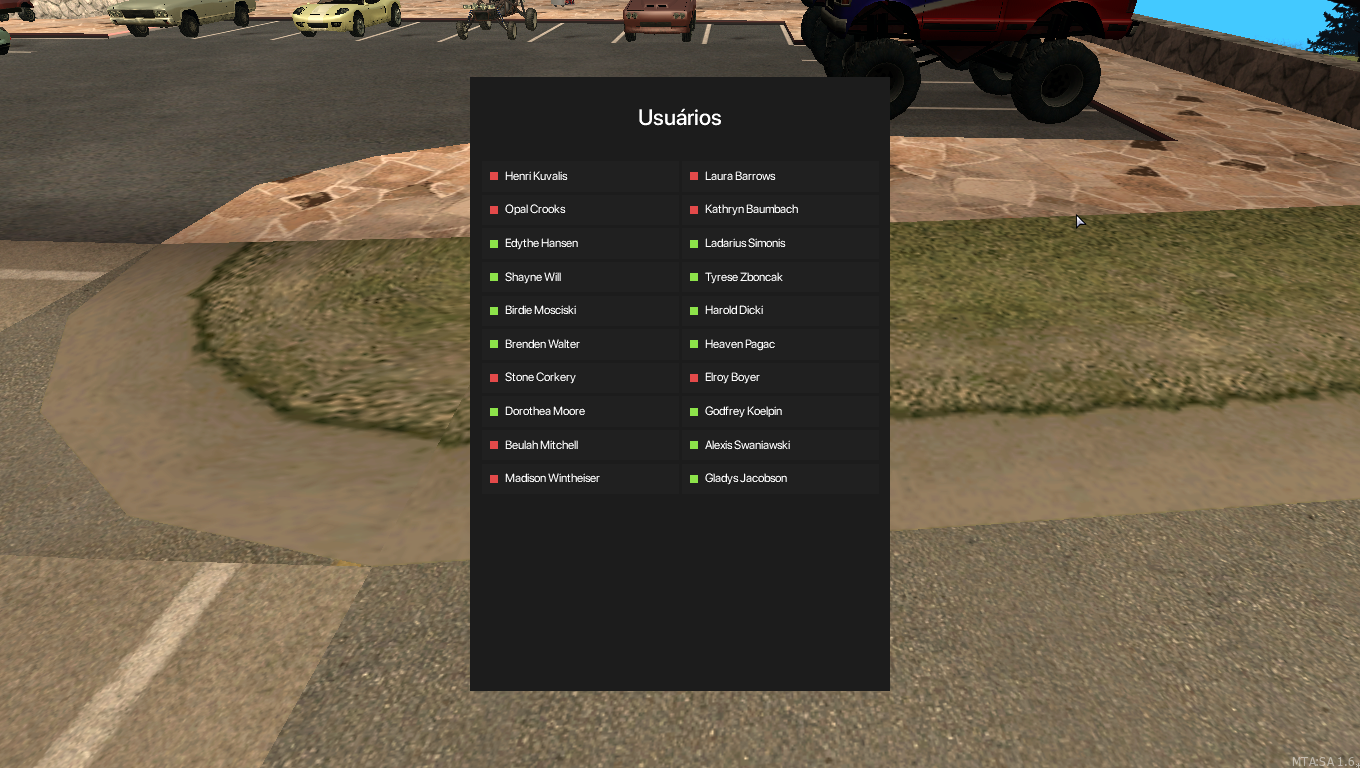 Usuários
Henri Kuvalis
Laura Barrows
Opal Crooks
Kathryn Baumbach
Edythe Hansen
Ladarius Simonis
Shayne Will
Tyrese Zboncak
Birdie Mosciski
Harold Dicki
Brenden Walter
Heaven Pagac
Stone Corkery
Elroy Boyer
Dorothea Moore
Godfrey Koelpin
Beulah Mitchell
Alexis Swaniawski
Madison Wintheiser
Gladys Jacobson
MTA:SA 1.6